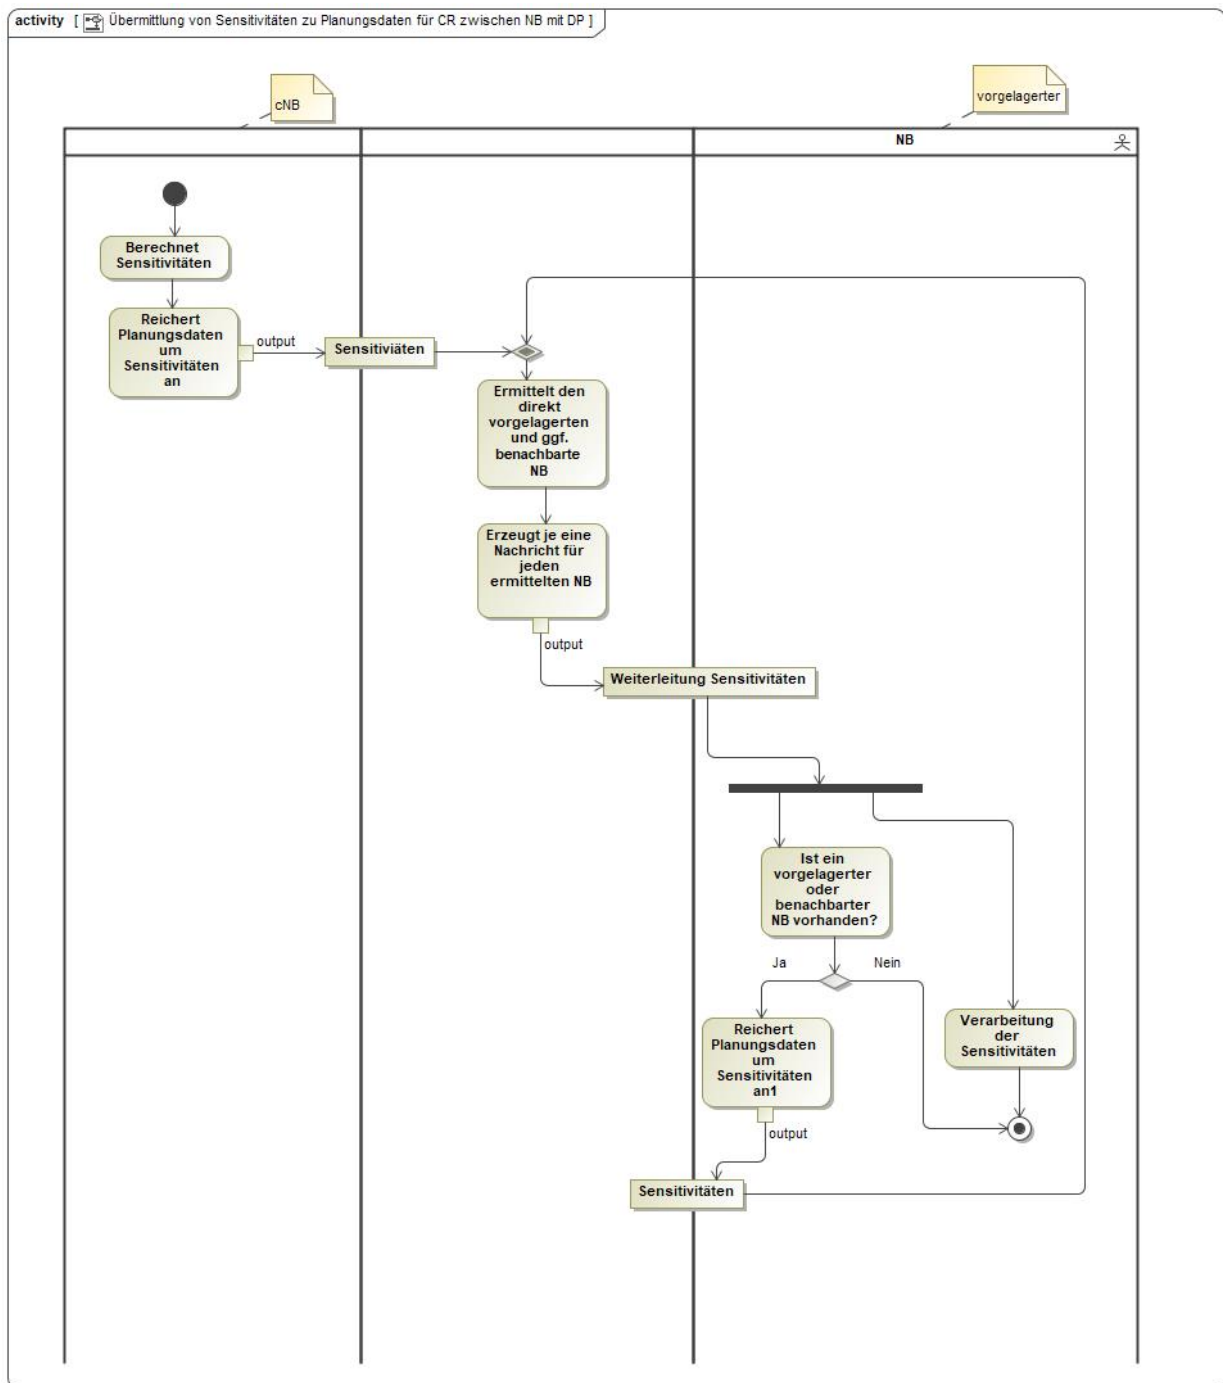 activity [ Übermittlung von Sensitivitäten zu Planungsdaten für CR zwischen NB mit DP ]
cNB
vorgelagerter
NB
Berechnet
Sensitivitäten
Reichert
Planungsdaten
um
Sensitivitäten
an
output
Sensitiviäten
Ermittelt den
direkt
vorgelagerten
und ggf.
benachbarte
NB
Erzeugt je eine
Nachricht für
jeden
ermittelten NB
output
Weiterleitung Sensitivitäten
Ist ein
vorgelagerter
oder
benachbarter
NB vorhanden?
Ja
Nein
Reichert
Planungsdaten
um
Sensitivitäten
an1
Verarbeitung
der
Sensitivitäten
output
Sensitivitäten